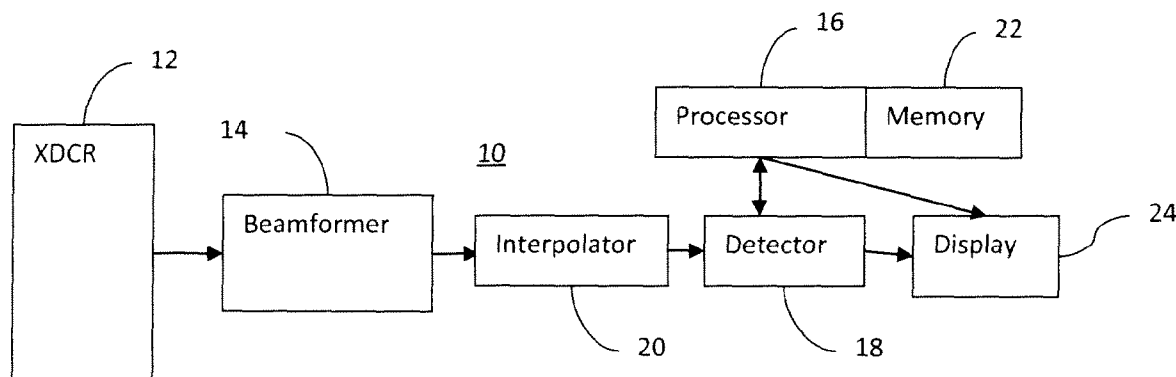 16
22
12
Processor
Memory
14
XDCR
10
Beamformer
24
Interpolator
Detector
Display
20
18